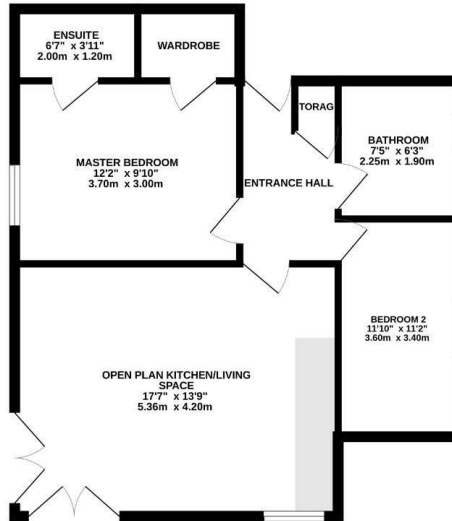 ENSUITE
6'7" x 3'11"
2.00m x 1.20m
WARDROBE
TORAG
BATHROOM
7'5" x 6'3"
2.25m x 1.90m
MASTER BEDROOM
12'2" x 9'10"
3.70m x 3.00m
ENTRANCE HALL
BEDROOM 2
11'10" x 11'2"
3.60m x 3.40m
OPEN PLAN KITCHEN/LIVING
SPACE
17'7" x 13'9"
5.36m x 4.20m